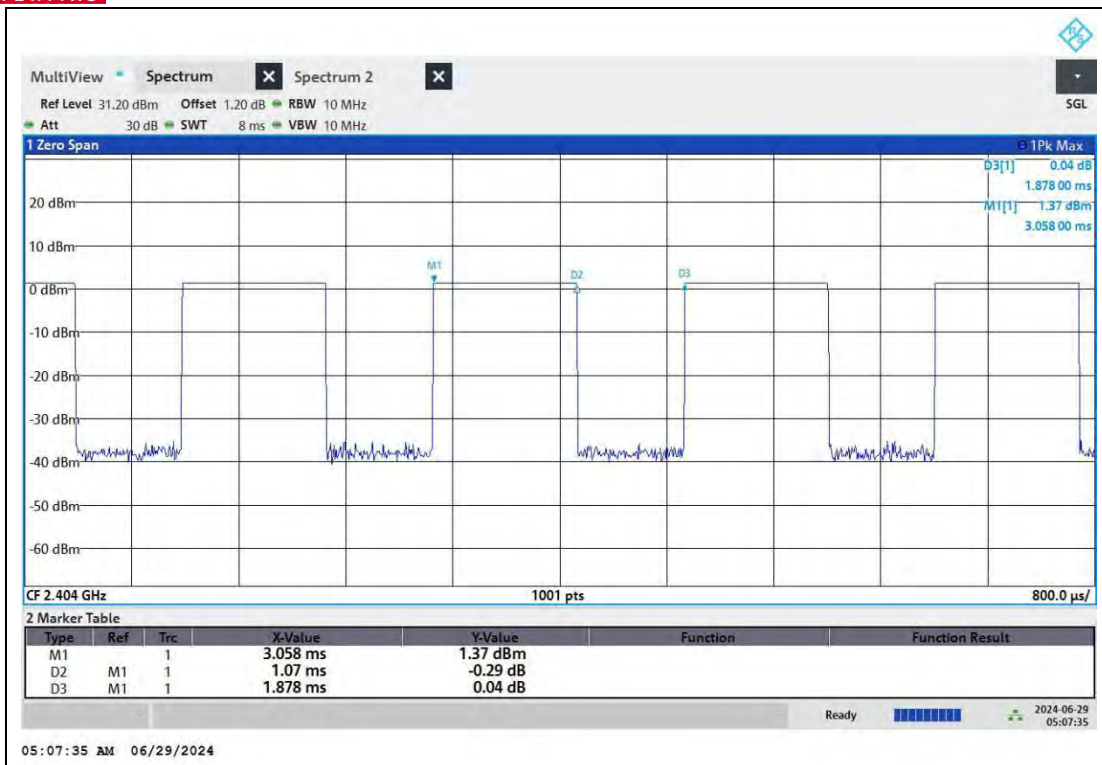 R&S
MultiView Spectrum X Spectrum 2 X
Ref Level 31.20 dBm Offset 1.20 dB RBW 10 MHz SGL
Att 30 dB SWT 8 ms VBW 10 MHz
1 Zero Span 1Pk Max
D3[1] 0.04 dB
1.878 00 ms
M1[1] 1.37 dBm
3.058 00 ms
20 dBm
10 dBm
M1 D2 D3
0 dBm
-10 dBm
-20 dBm
-30 dBm
-40 dBm
-50 dBm
-60 dBm
CF 2.404 GHz 1001 pts 800.0 µs/
2 Marker Table
Type Ref Trc X-Value Y-Value Function Function Result
M1 1 3.058 ms 1.37 dBm
D2 M1 1 1.07 ms -0.29 dB
D3 M1 1 1.878 ms 0.04 dB
Ready 2024-06-29
05:07:35
05:07:35 AM 06/29/2024